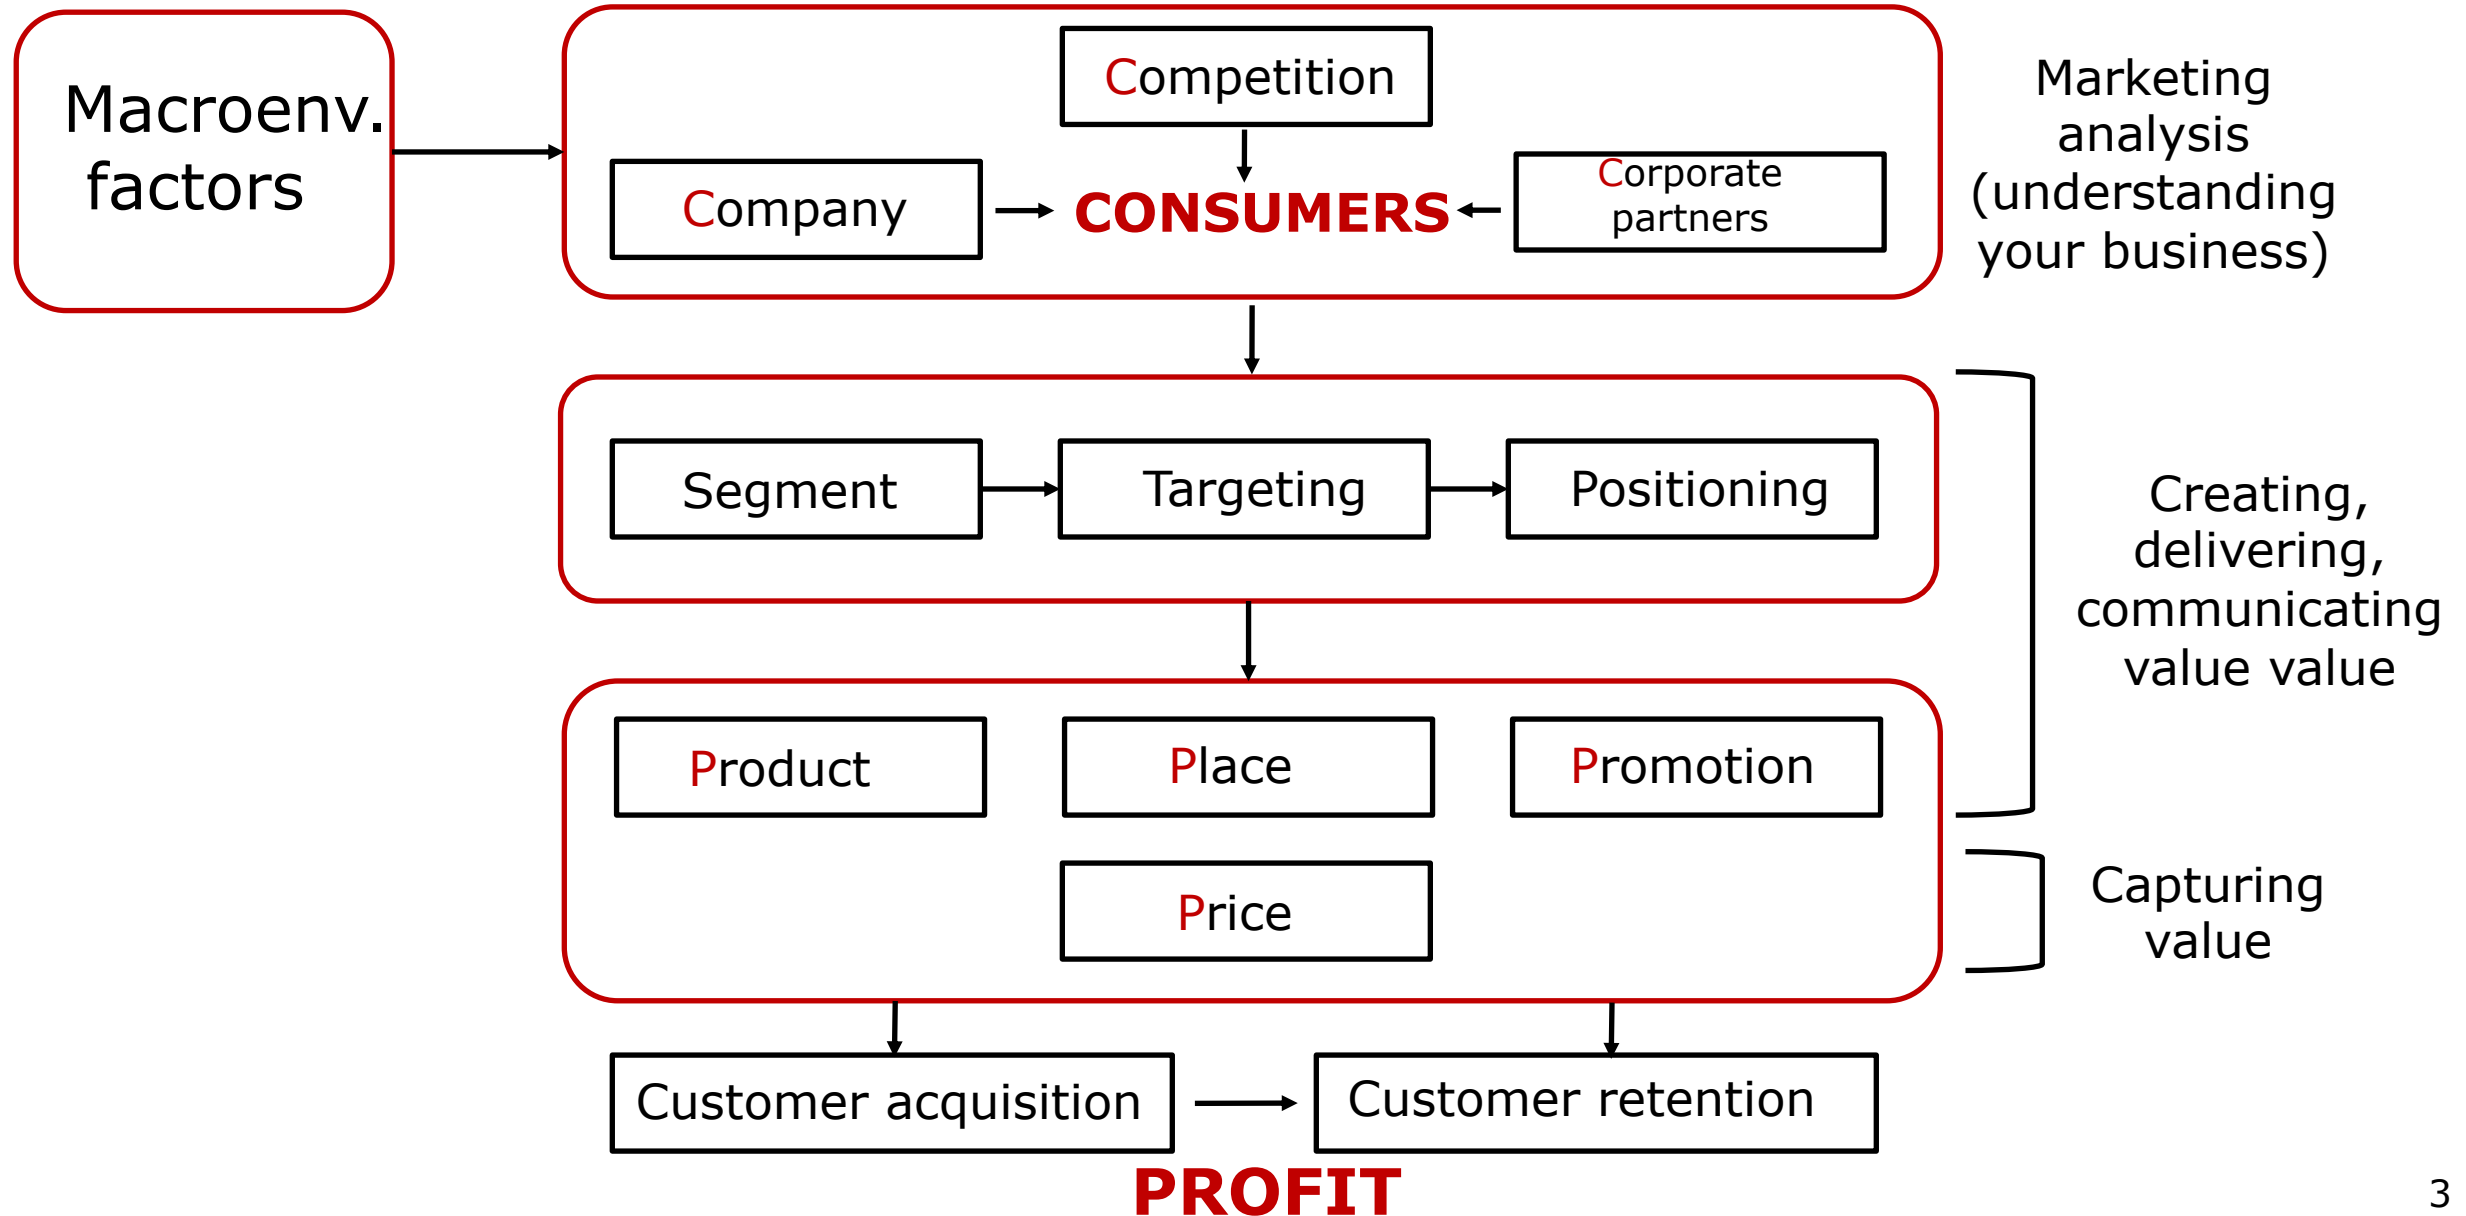 Macroenv.
factors
Competition
Company
CONSUMERS
Corporate
partners
Marketing
analysis
(understanding
your business)
Segment
Targeting
Positioning
Creating,
delivering,
communicating
value value
Product
Place
Promotion
Price
Capturing
value
Customer acquisition
Customer retention
PROFIT
3